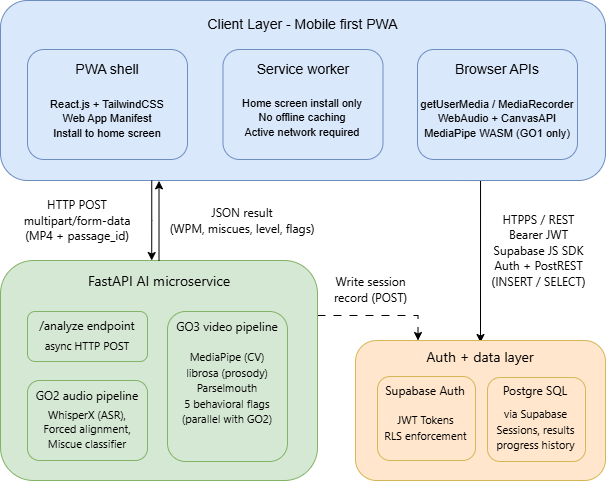 Client Layer - Mobile first PWA
PWA shell
React.js + TailwindCSS
Web App Manifest
Install to home screen
Service worker
Home screen install only
No offline caching
Active network required
Browser APIs
getUserMedia / MediaRecorder
WebAudio + CanvasAPI
MediaPipe WASM (GO1 only)
HTTP POST
multipart/form-data
(MP4 + passage_id)
JSON result
(WPM, miscues, level, flags)
HTPPS / REST
Bearer JWT
Supabase JS SDK
Auth + PostREST
(INSERT / SELECT)
FastAPI AI microservice
/analyze endpoint
async HTTP POST
GO2 audio pipeline
WhisperX (ASR),
Forced alignment,
Miscue classifier
GO3 video pipeline
MediaPipe (CV)
librosa (prosody)
Parselmouth
5 behavioral flags
(parallel with GO2)
Write session
record (POST)
Auth + data layer
Supabase Auth
JWT Tokens
RLS enforcement
Postgre SQL
via Supabase
Sessions, results
progress history